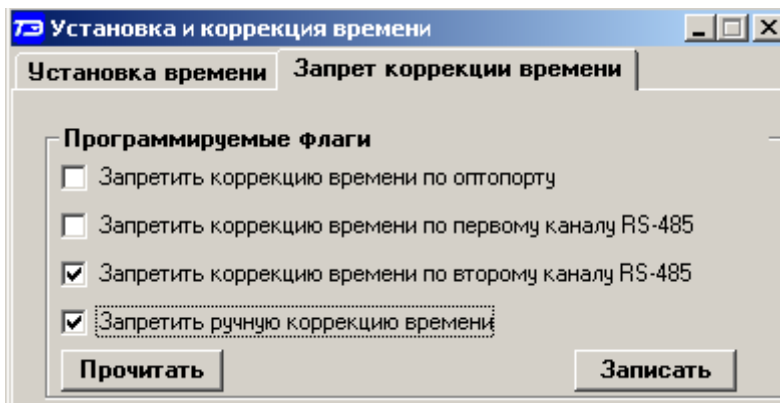 ТЭ Установка и коррекция времени
Установка времени Запрет коррекции времени
Программируемые флаги
Запретить коррекцию времени по оптопорту
Запретить коррекцию времени по первому каналу RS-485
Запретить коррекцию времени по второму каналу RS-485
Запретить ручную коррекцию времени
Прочитать Записать